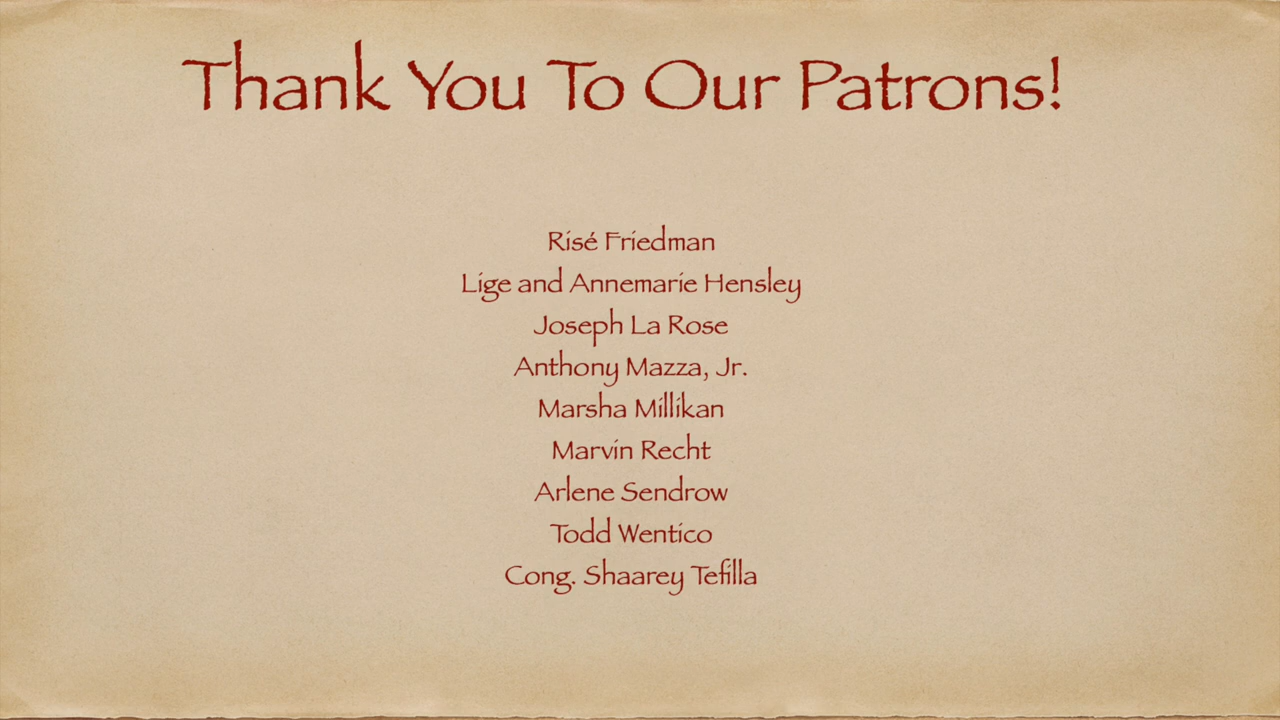 Thank You To Our Patrons!
Risé Friedman
Lige and Annemarie Hensley
Joseph La Rose
Anthony Mazza, Jr.
Marsha Millikan
Marvin Recht
Arlene Sendrow
Todd Wentico
Cong. Shaarey Tefilla